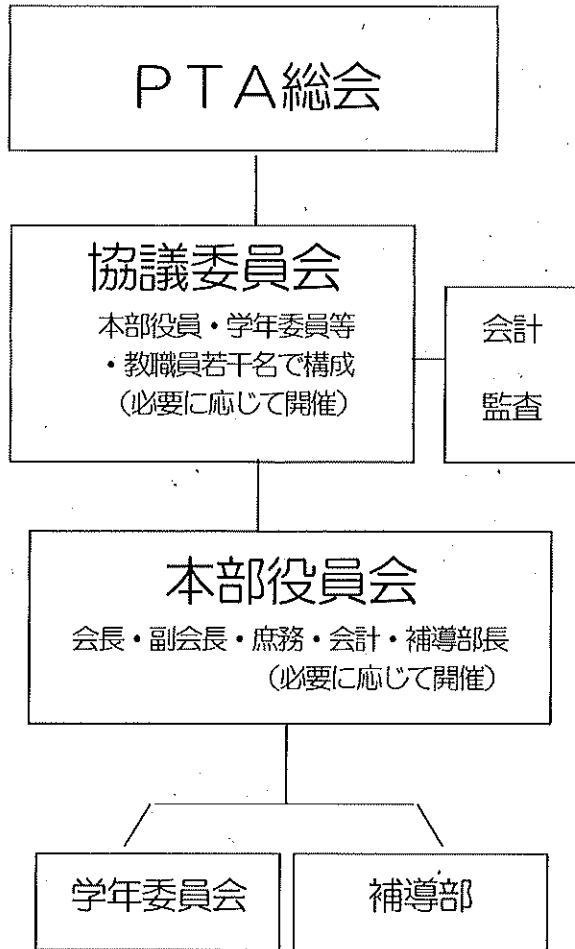 PTA総会
協議委員会
本部役員・学年委員等
・教職員若干名で構成
(必要に応じて開催)
会計
監査
本部役員会
会長・副会長・庶務・会計・補導部長
(必要に応じて開催)
学年委員会
補導部